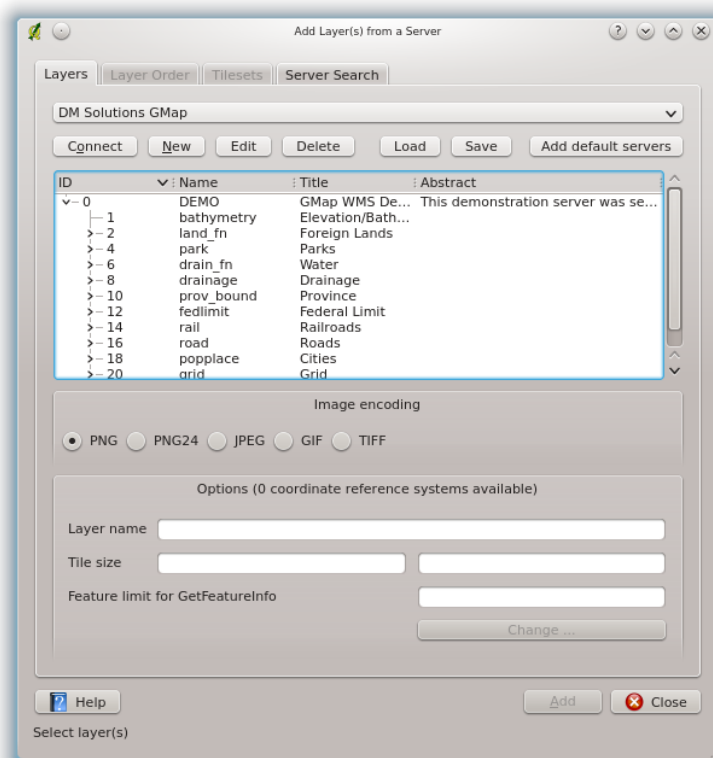 Add Layer(s) from a Server
Layers Layer Order Tilesets Server Search
DM Solutions GMap
Connect New Edit Delete Load Save Add default servers
ID Name Title Abstract
0 DEMO GMap WMS De... This demonstration server was se...
1 bathymetry Elevation/Bath...
2 land_fn Foreign Lands
4 park Parks
6 drain_fn Water
8 drainage Drainage
10 prov_bound Province
12 fedlimit Federal Limit
14 rail Railroads
16 road Roads
18 popplace Cities
20 grid Grid
Image encoding
PNG PNG24 JPEG GIF TIFF
Options (0 coordinate reference systems available)
Layer name
Tile size
Feature limit for GetFeatureInfo
Change ...
Help Add Close
Select layer(s)